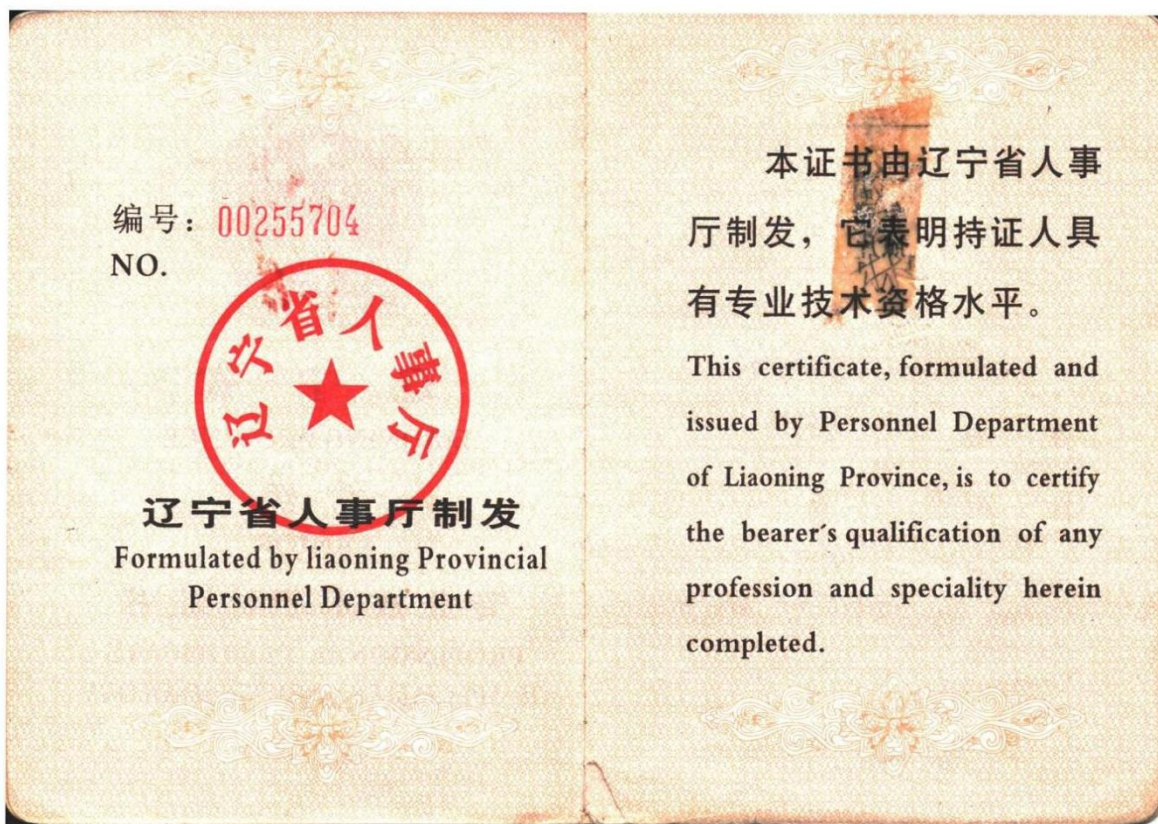 编号：00255704
NO.
辽宁省人事厅
辽宁省人事厅制发
Formulated by liaoning Provincial
Personnel Department
本证书由辽宁省人事
厅制发，它表明持证人具
有专业技术资格水平。
This certificate, formulated and
issued by Personnel Department
of Liaoning Province, is to certify
the bearer's qualification of any
profession and speciality herein
completed.